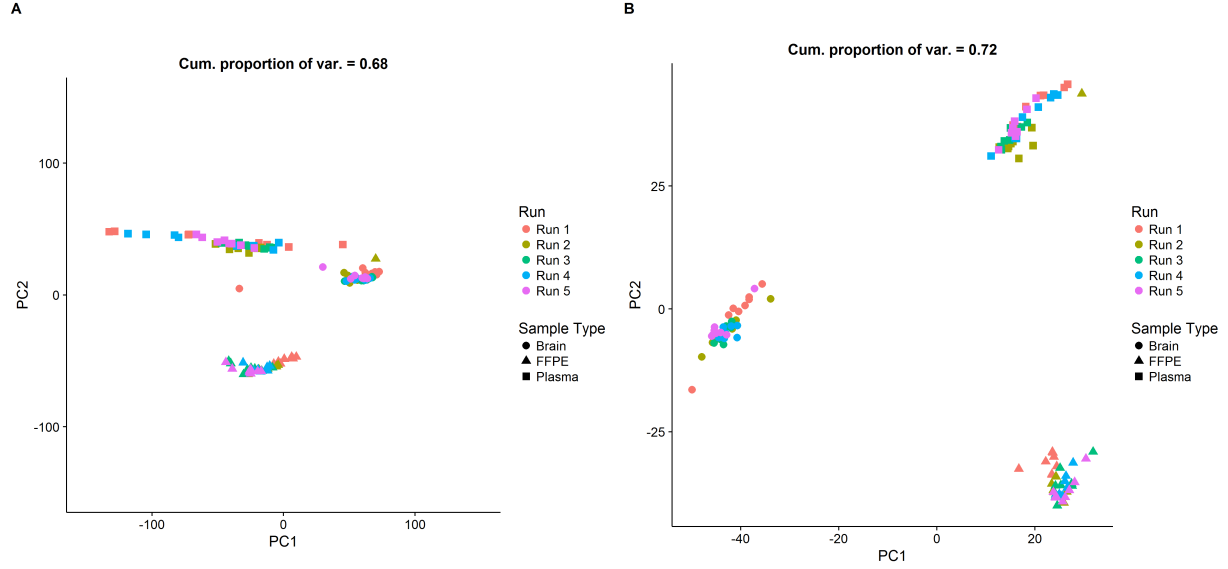 A
Cum. proportion of var. = 0.68
PC2
100
0
-100
-100
0
100
PC1
Run
Run 1
Run 2
Run 3
Run 4
Run 5
Sample Type
Brain
FFPE
Plasma
B
Cum. proportion of var. = 0.72
PC2
25
0
-25
-40
-20
0
20
PC1
Run
Run 1
Run 2
Run 3
Run 4
Run 5
Sample Type
Brain
FFPE
Plasma